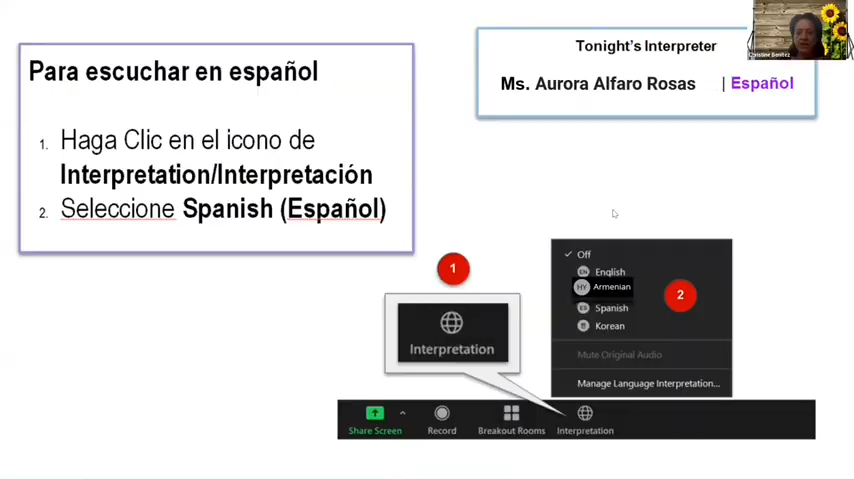 Para escuchar en español
1. Haga Clic en el icono de
Interpretation/Interpretación
2. Seleccione Spanish (Español)
Tonight's Interpreter
Ms. Aurora Alfaro Rosas | Español
Christine Benitez
1
Interpretation
Off
EN English
HY Armenian
ES Spanish
Korean
2
Mute Original Audio
Manage Language Interpretation...
Share Screen
Record
Breakout Rooms
Interpretation